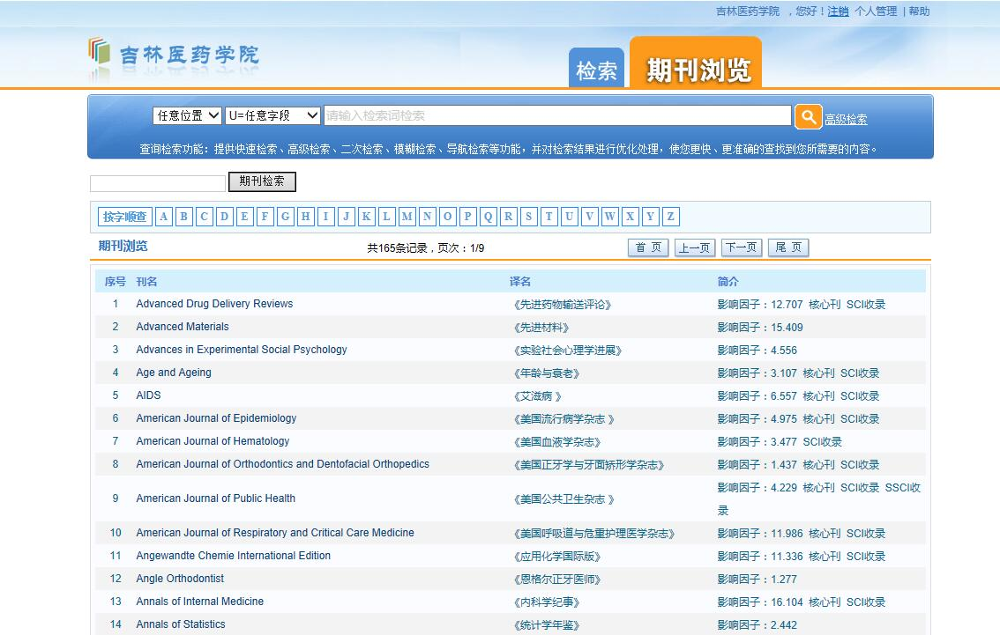 吉林医药学院 ，您好！注销 个人管理 | 帮助
吉林医药学院
检索 期刊浏览
任意位置 U=任意字段 请输入检索词检索 高级检索
查询检索功能：提供快速检索、高级检索、二次检索、模糊检索、导航检索等功能，并对检索结果进行优化处理，使您更快、更准确的查找到您所需要的内容。
期刊检索
按字顺查 A B C D E F G H I J K L M N O P Q R S T U V W X Y Z
期刊浏览 共165条记录，页次：1/9 首 页 上一页 下一页 尾 页
序号 刊名 译名 简介
1 Advanced Drug Delivery Reviews 《先进药物输送评论》 影响因子：12.707 核心刊 SCI收录
2 Advanced Materials 《先进材料》 影响因子：15.409
3 Advances in Experimental Social Psychology 《实验社会心理学进展》 影响因子：4.556
4 Age and Ageing 《年龄与衰老》 影响因子：3.107 核心刊 SCI收录
5 AIDS 《艾滋病 》 影响因子：6.557 核心刊 SCI收录
6 American Journal of Epidemiology 《美国流行病学杂志 》 影响因子：4.975 核心刊 SCI收录
7 American Journal of Hematology 《美国血液学杂志》 影响因子：3.477 SCI收录
8 American Journal of Orthodontics and Dentofacial Orthopedics 《美国正牙学与牙面矫形学杂志》 影响因子：1.437 核心刊 SCI收录
9 American Journal of Public Health 《美国公共卫生杂志 》 影响因子：4.229 核心刊 SCI收录 SSCI收
录
10 American Journal of Respiratory and Critical Care Medicine 《美国呼吸道与危重护理医学杂志》 影响因子：11.986 核心刊 SCI收录
11 Angewandte Chemie International Edition 《应用化学国际版》 影响因子：11.336 核心刊 SCI收录
12 Angle Orthodontist 《恩格尔正牙医师》 影响因子：1.277
13 Annals of Internal Medicine 《内科学纪事》 影响因子：16.104 核心刊 SCI收录
14 Annals of Statistics 《统计学年鉴》 影响因子：2.442